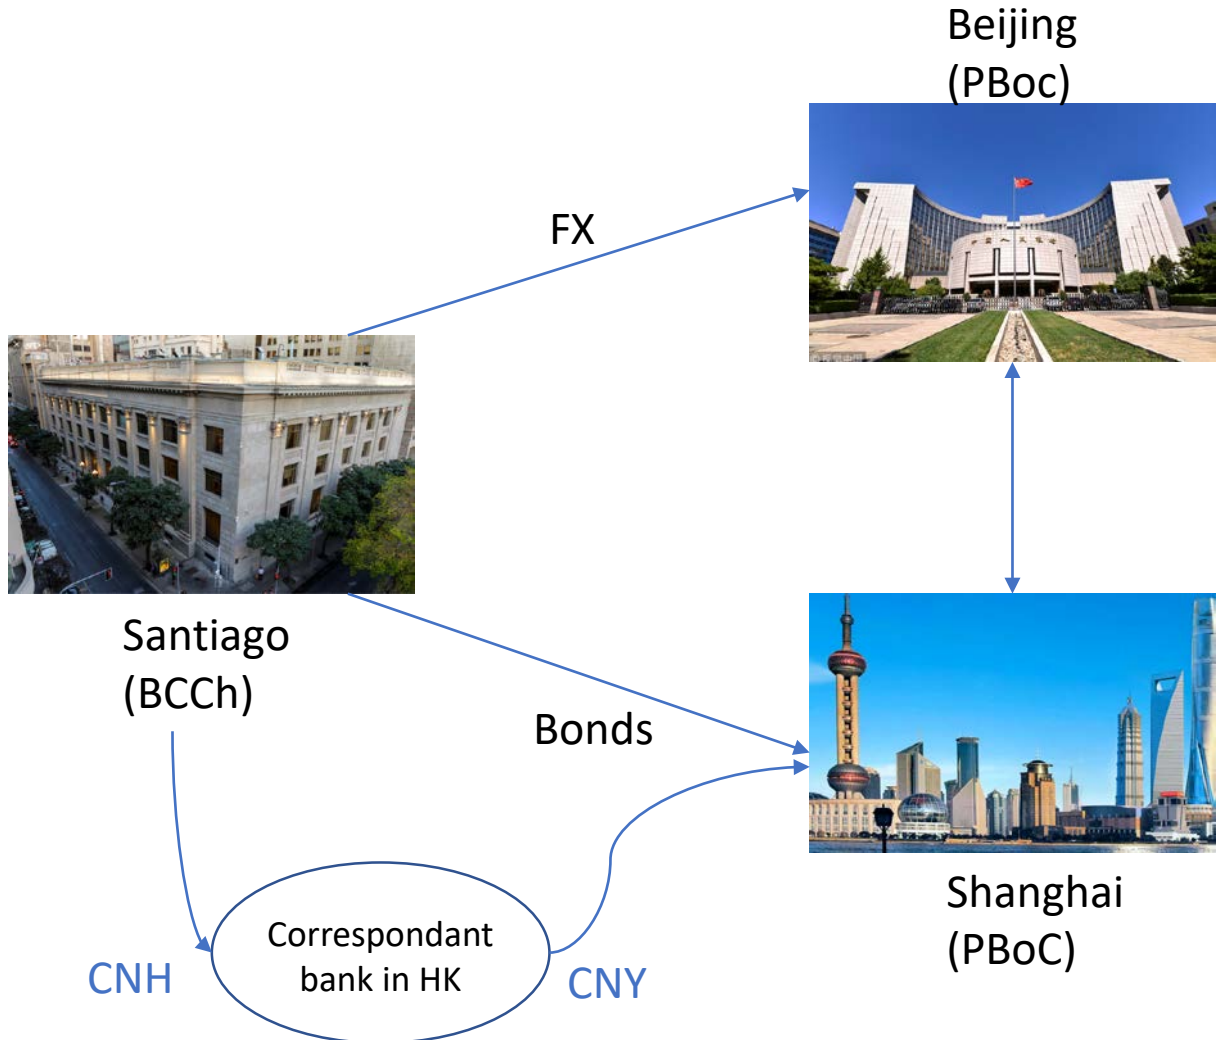 Beijing
(PBoc)
FX
Santiago
(BCCh)
Bonds
Shanghai
(PBoC)
Correspondant
bank in HK
CNH
CNY